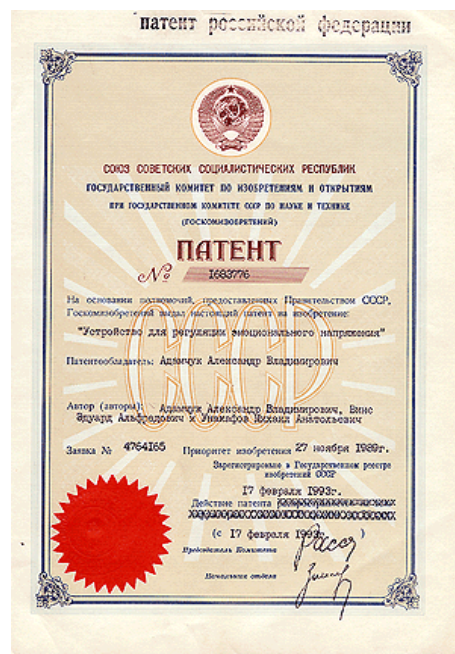 патент российской федерации
СОЮЗ СОВЕТСКИХ СОЦИАЛИСТИЧЕСКИХ РЕСПУБЛИК
ГОСУДАРСТВЕННЫЙ КОМИТЕТ ПО ИЗОБРЕТЕНИЯМ И ОТКРЫТИЯМ
ПРИ ГОСУДАРСТВЕННОМ КОМИТЕТЕ СССР ПО НАУКЕ И ТЕХНИКЕ
(ГОСКОМИЗОБРЕТЕНИЙ)
ПАТЕНТ
№ 1683776
На основании полномочий, предоставленных Правительством СССР,
Госкомизобретений выдал настоящий патент на изобретение:
"Устройство для регуляции эмоционального напряжения"
Патентообладатель: Адамчук Александр Владимирович
СССР
Автор (авторы): Адамчук Александр Владимирович,
Эдуард Альфредович и Михаил Анатольевич
Заявка № 4764165 Приоритет изобретения 27 ноября 1989г.
Зарегистрировано в Государственном реестре
изобретений СССР
17 февраля 1993г.
Действие патента
(с 17 февраля 1993г. )
Председатель Комитета
Начальник отдела